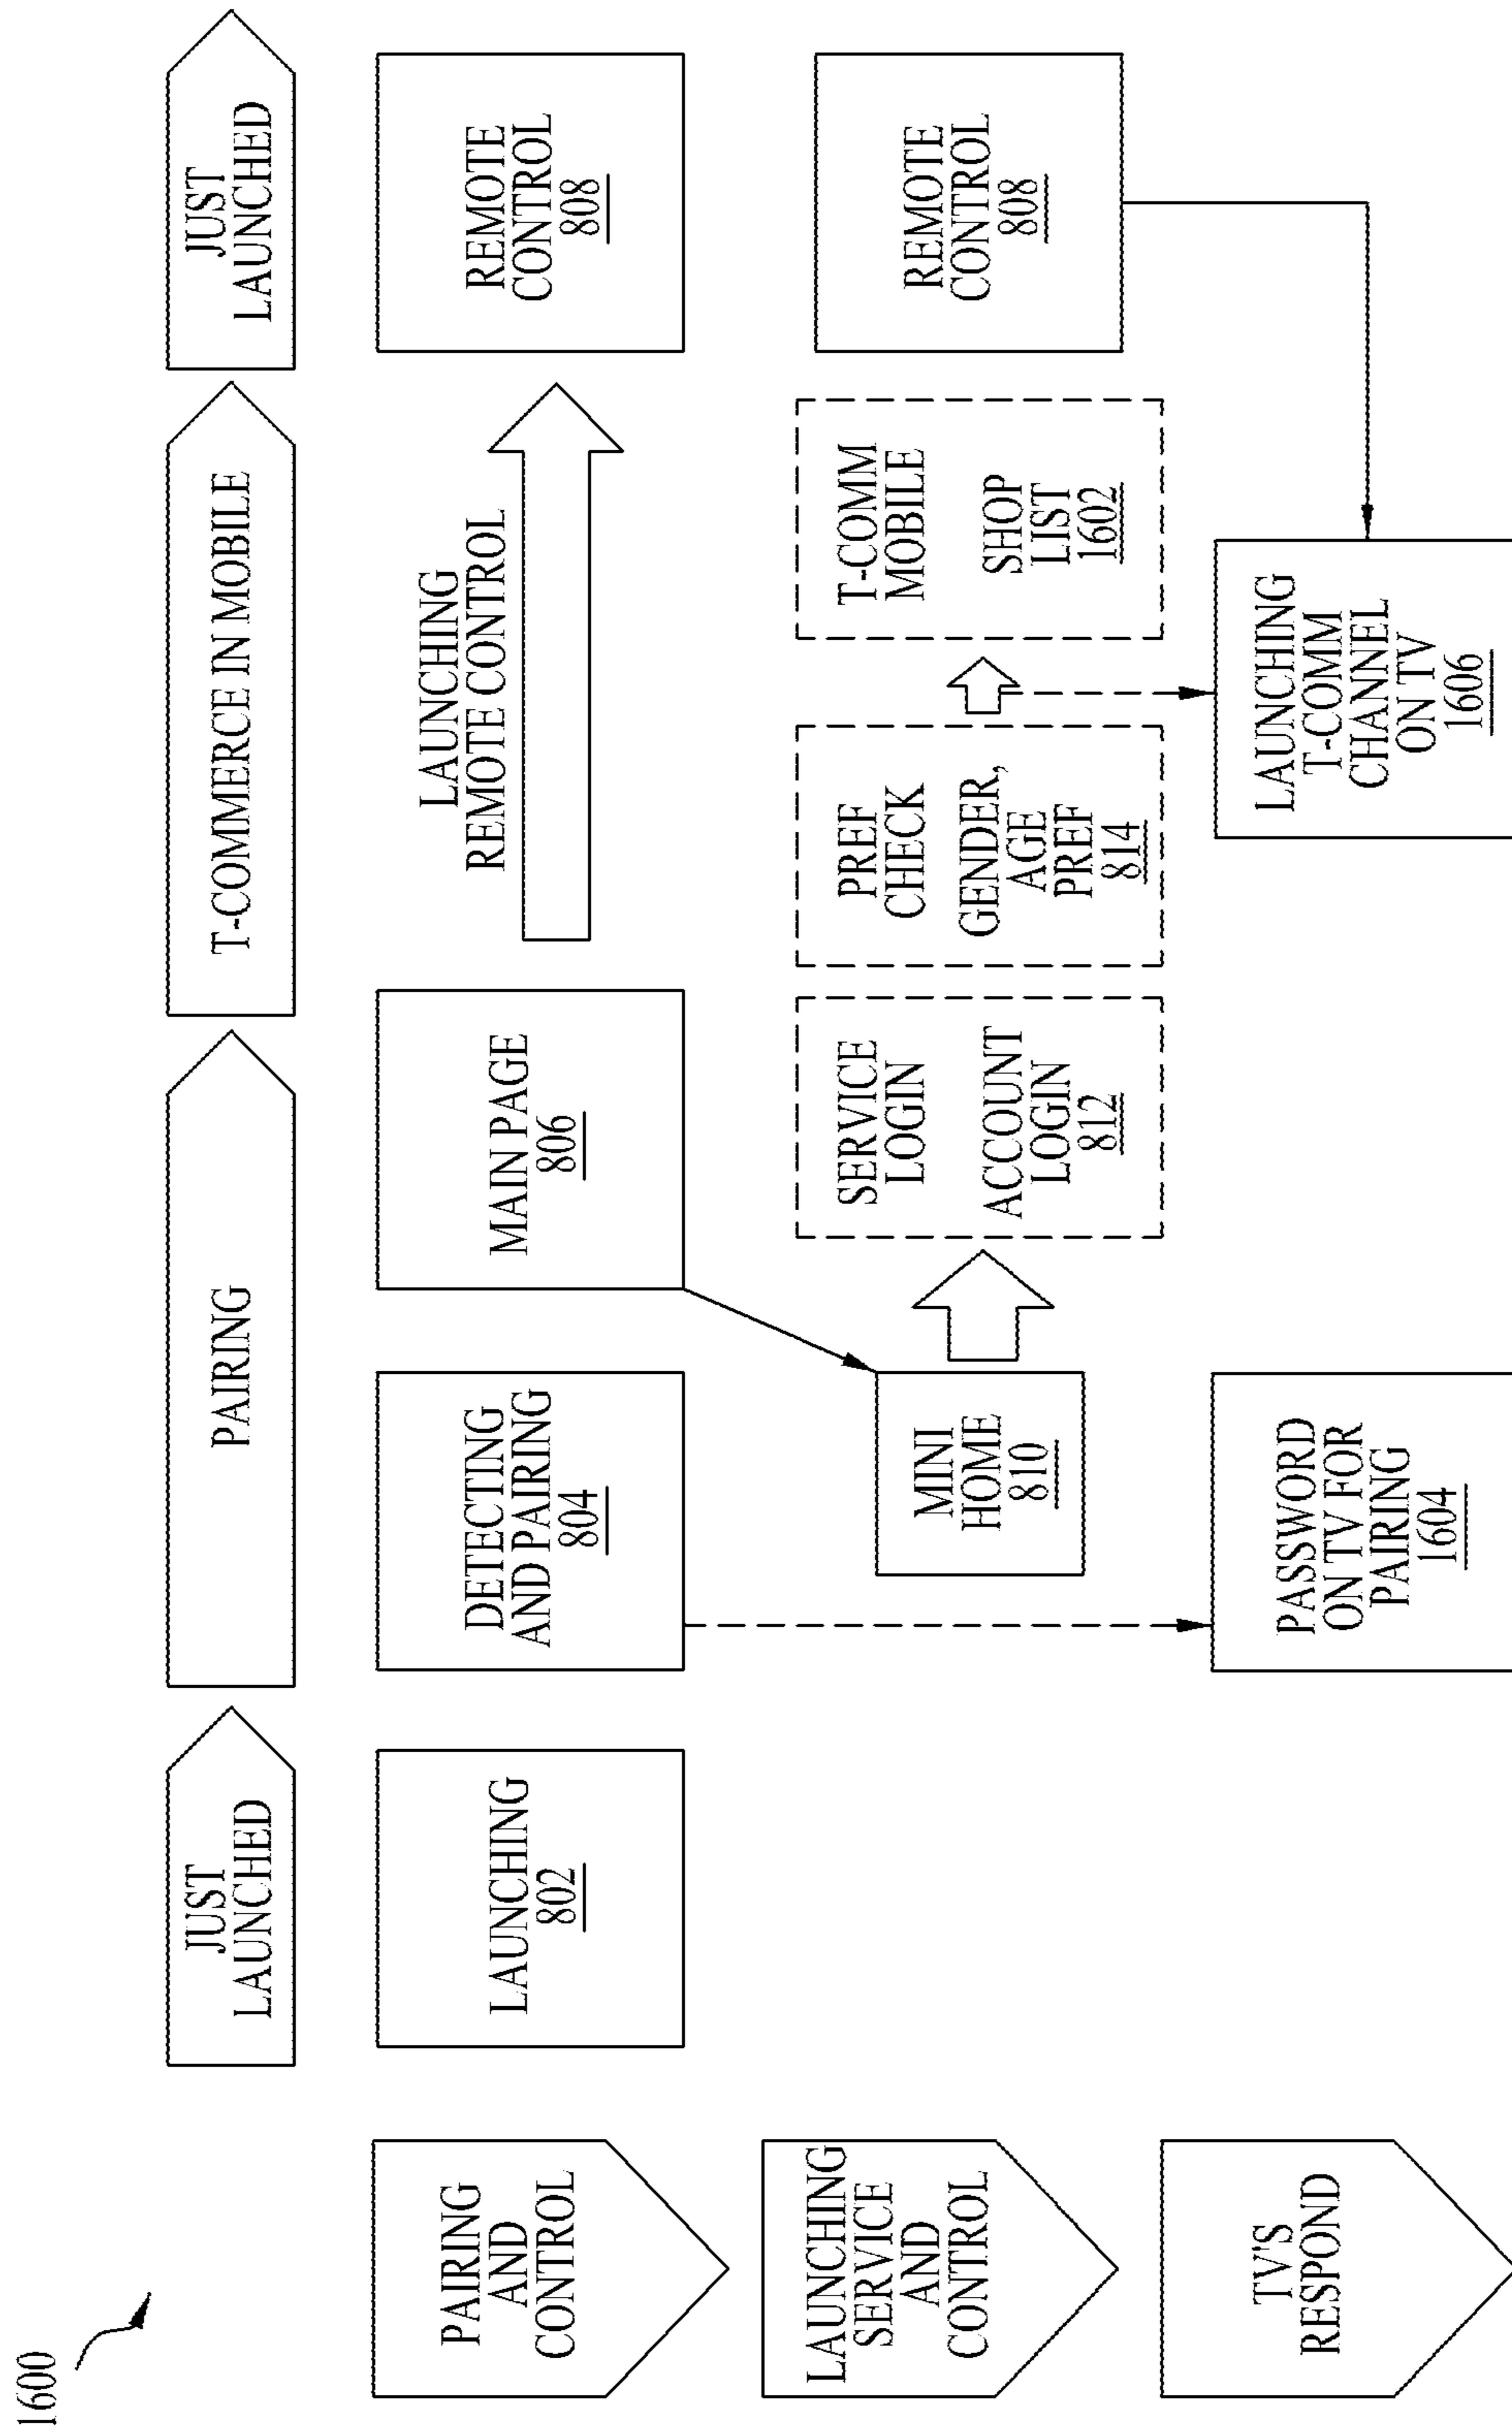 1600
JUST
LAUNCHED
PAIRING
T-COMMERCE IN MOBILE
JUST
LAUNCHED
PAIRING
AND
CONTROL
LAUNCHING
802
DETECTING
AND PAIRING
804
MAIN PAGE
806
LAUNCHING
REMOTE CONTROL
REMOTE
CONTROL
808
LAUNCHING
SERVICE
AND
CONTROL
MINI
HOME
810
SERVICE
LOGIN
ACCOUNT
LOGIN
812
PREF
CHECK
GENDER,
AGE
PREF
814
T-COMM
MOBILE
SHOP
LIST
1602
REMOTE
CONTROL
808
TV'S
RESPOND
PASSWORD
ON TV FOR
PAIRING
1604
LAUNCHING
T-COMM
CHANNEL
ON TV
1606